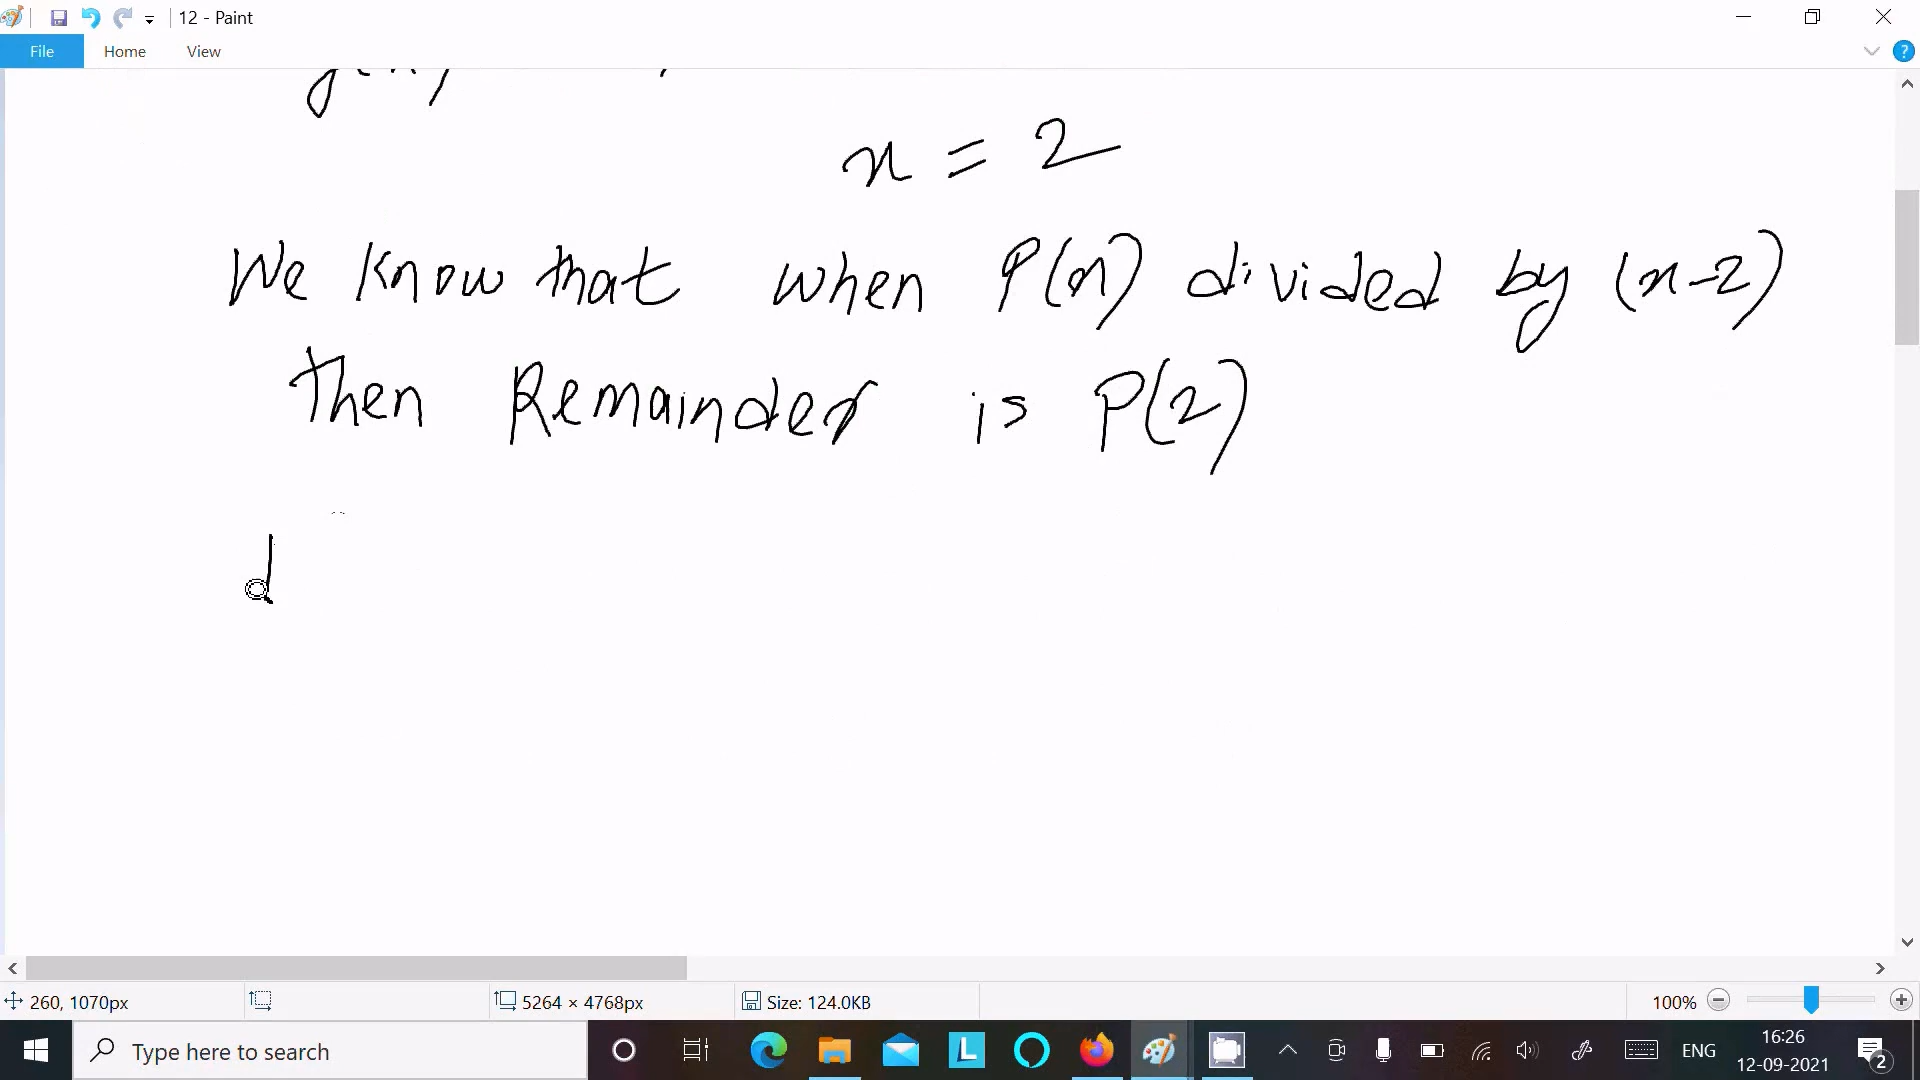 12 - Paint
File Home View
x = 2
We know that when P(x) divided by (x-2)
then Remainder is P(2)
d
260, 1070px 5264 × 4768px Size: 124.0KB 100%
Type here to search L ENG 16:26
12-09-2021 2